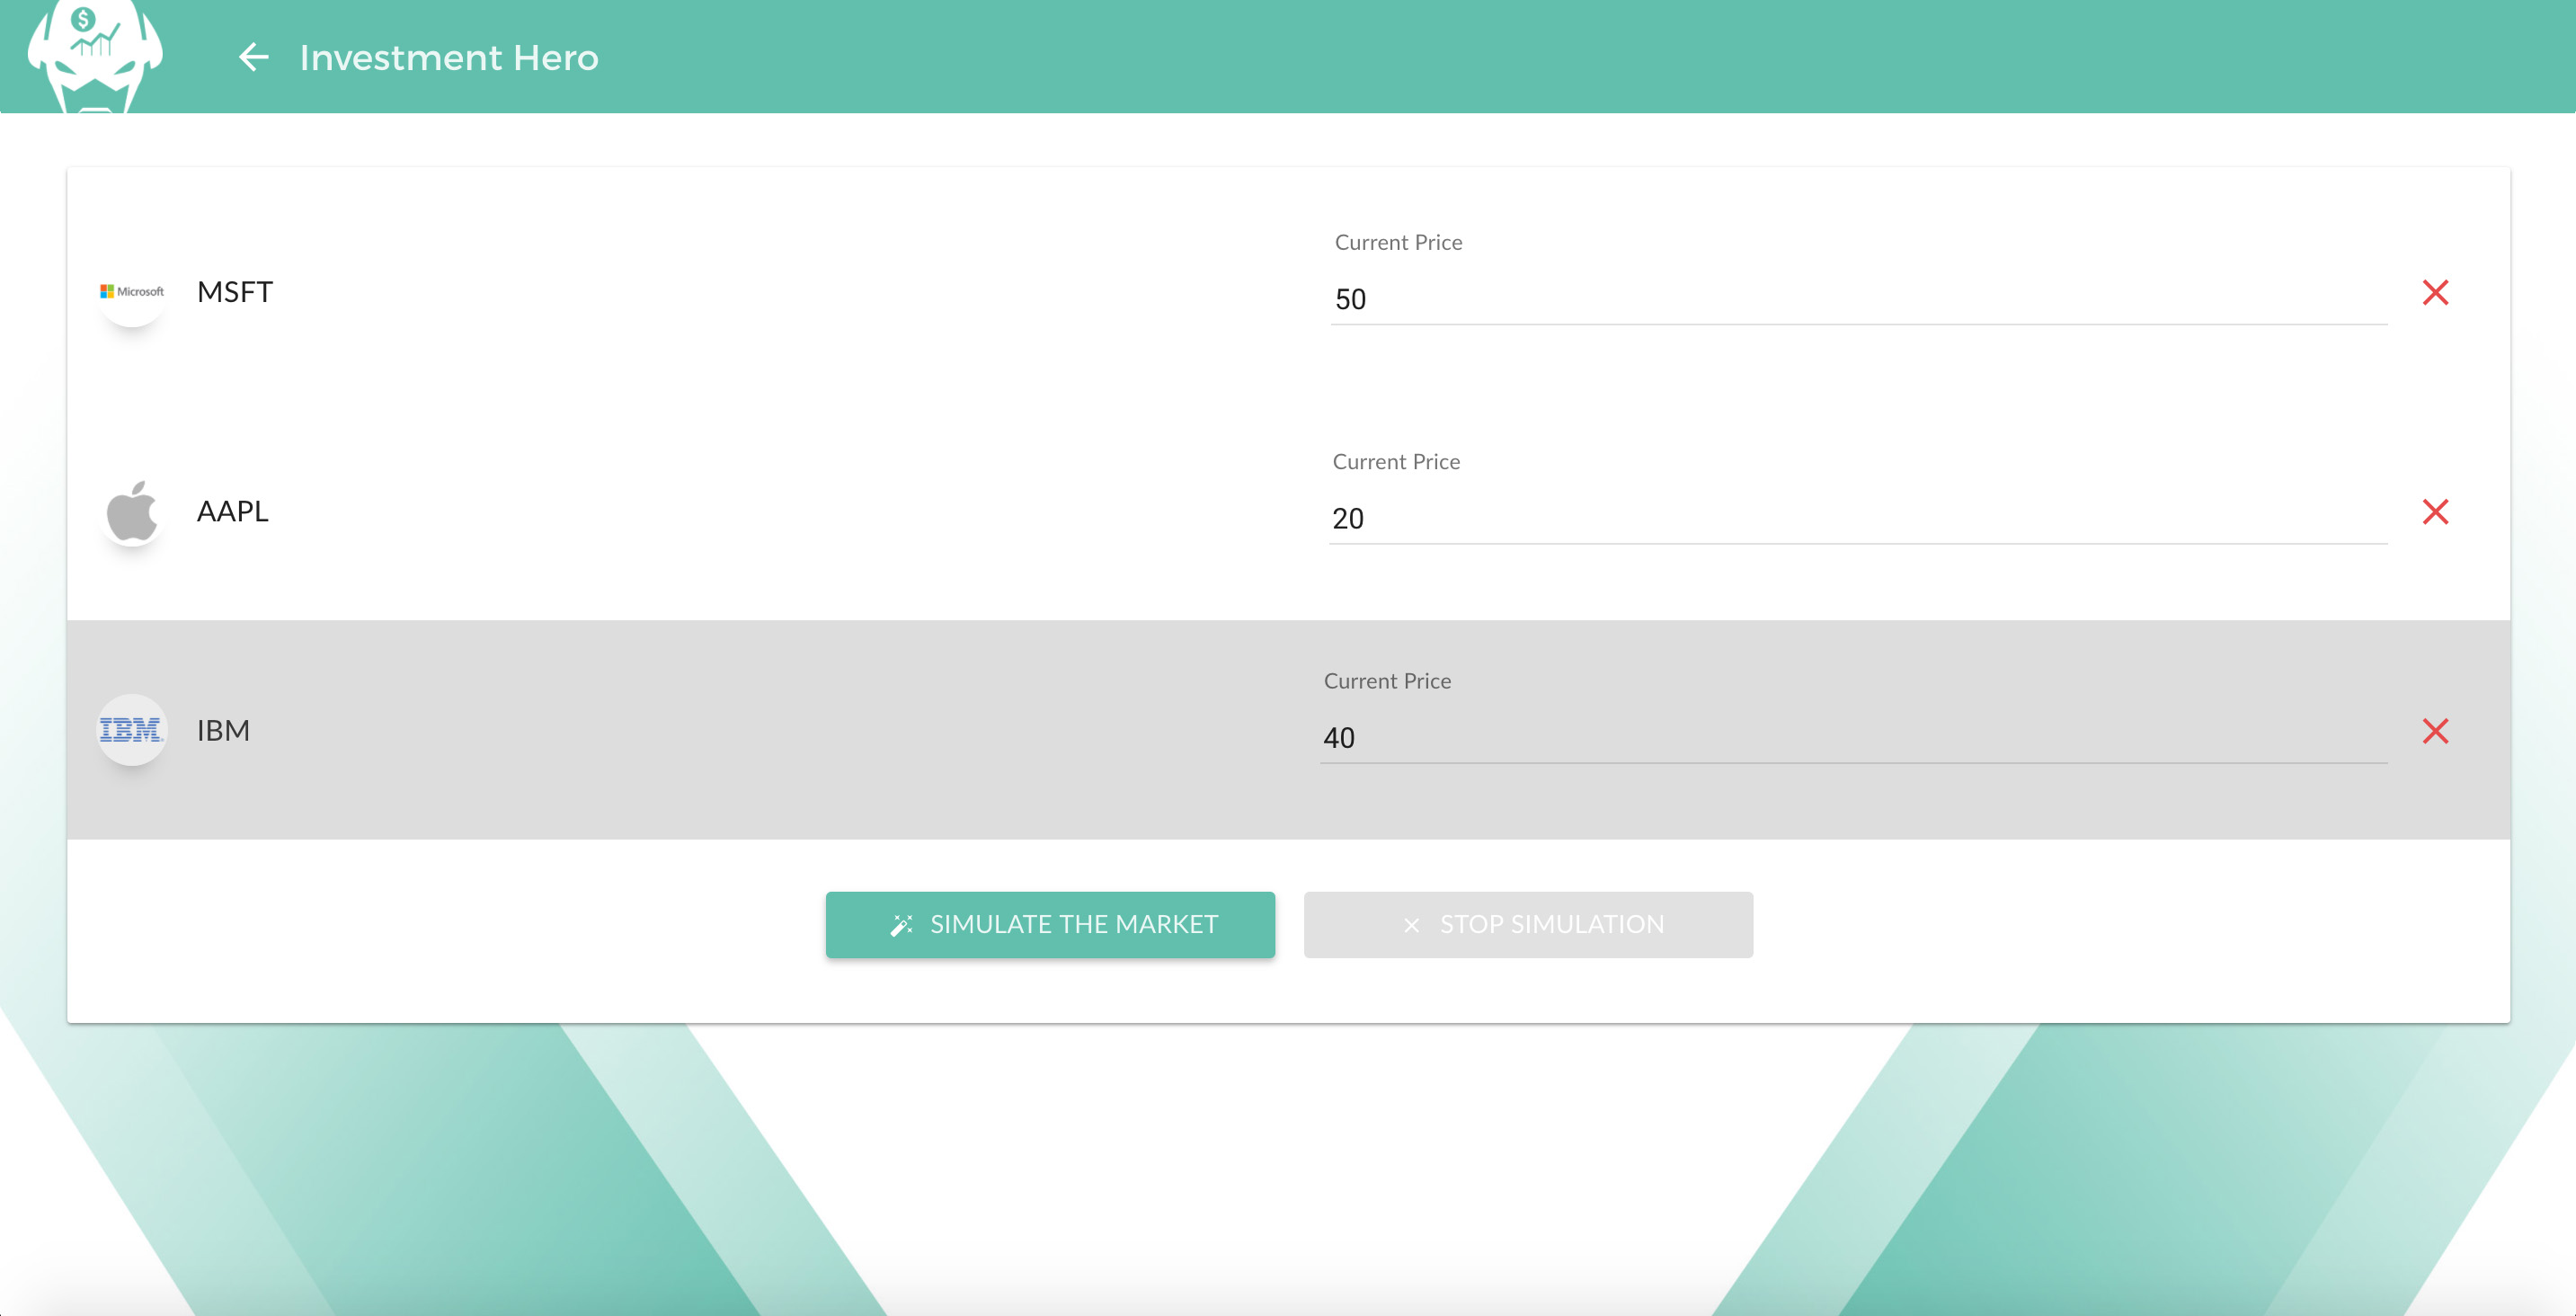 $
Investment Hero
Current Price
Microsoft
MSFT
50
Current Price
AAPL
20
Current Price
IBM
IBM
40
SIMULATE THE MARKET
STOP SIMULATION